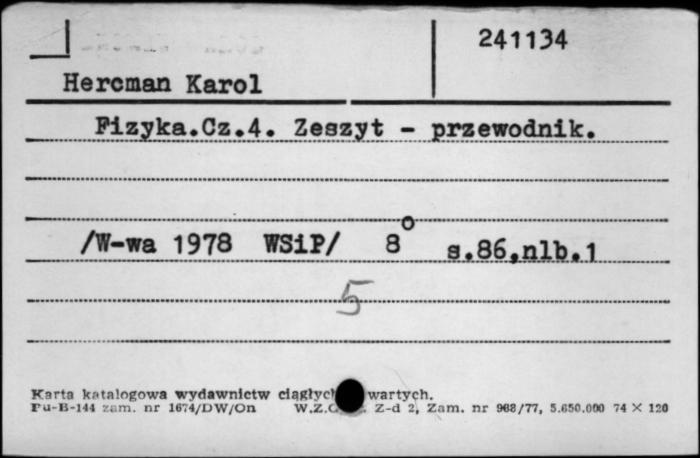 241134
Hercman Karol
Fizyka.Cz.4. Zeszyt - przewodnik.
/W-wa 1978 WSiP/ 8° s.86,nlb.1
5
Karta katalogowa wydawnictw ciągłych wartych.
Pu-B-144 zam. nr 1674/DW/On W.Z.G. Z-d 2, Zam. nr 968/77, 5.650.000 74 × 120